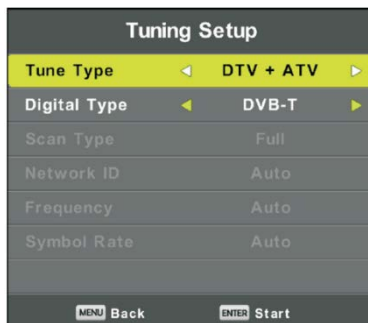 Tuning Setup
Tune Type DTV + ATV
Digital Type DVB-T
Scan Type Full
Network ID Auto
Frequency Auto
Symbol Rate Auto
MENU Back ENTER Start